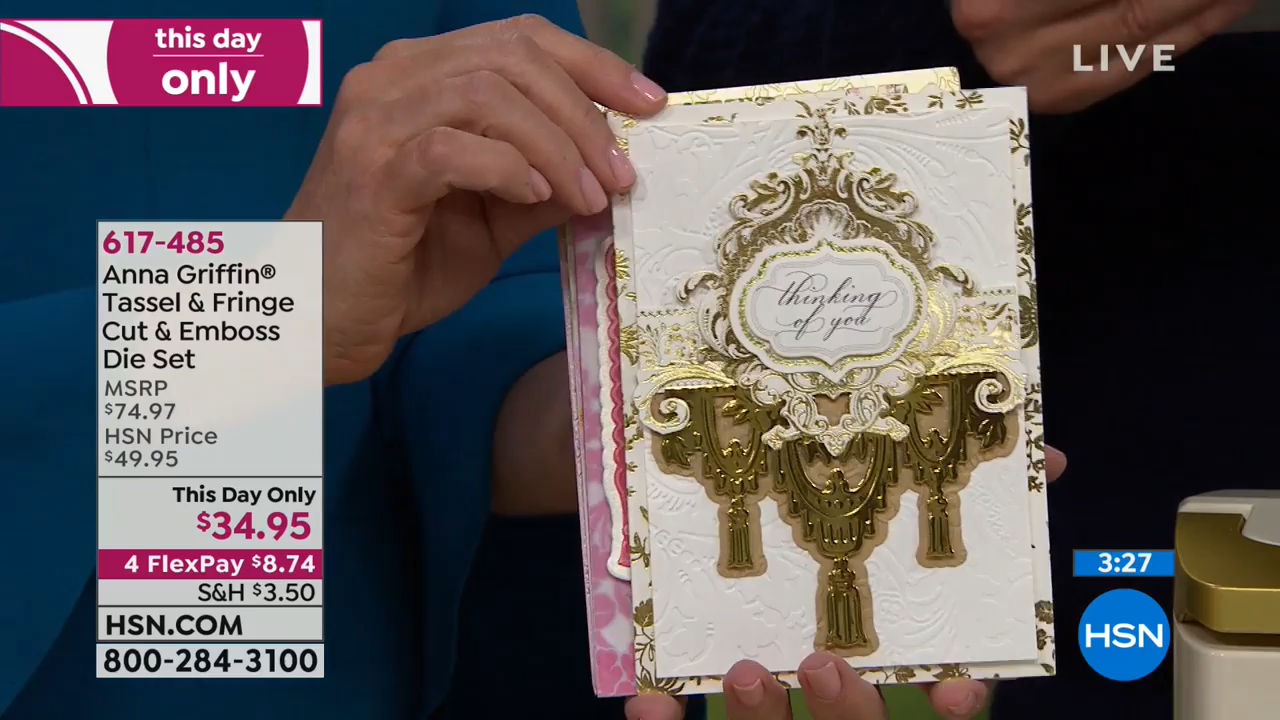 this day
only
LIVE
617-485
Anna Griffin®
Tassel & Fringe
Cut & Emboss
Die Set
MSRP
$74.97
HSN Price
$49.95
This Day Only
$34.95
4 FlexPay $8.74
S&H $3.50
HSN.COM
800-284-3100
thinking
of you
3:27
HSN